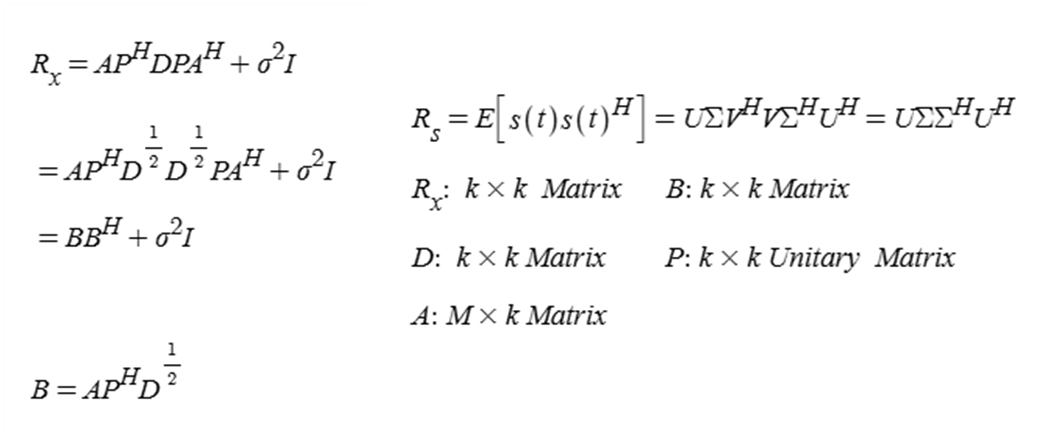 R_x = AP^H DPA^H + σ^2 I
= AP^H D^{1/2} D^{1/2} PA^H + σ^2 I
= BB^H + σ^2 I
B = AP^H D^{1/2}
R_s = E[s(t)s(t)^H] = UΣV^H VΣ^H U^H = UΣΣ^H U^H
R_x: k × k Matrix B: k × k Matrix
D: k × k Matrix P: k × k Unitary Matrix
A: M × k Matrix